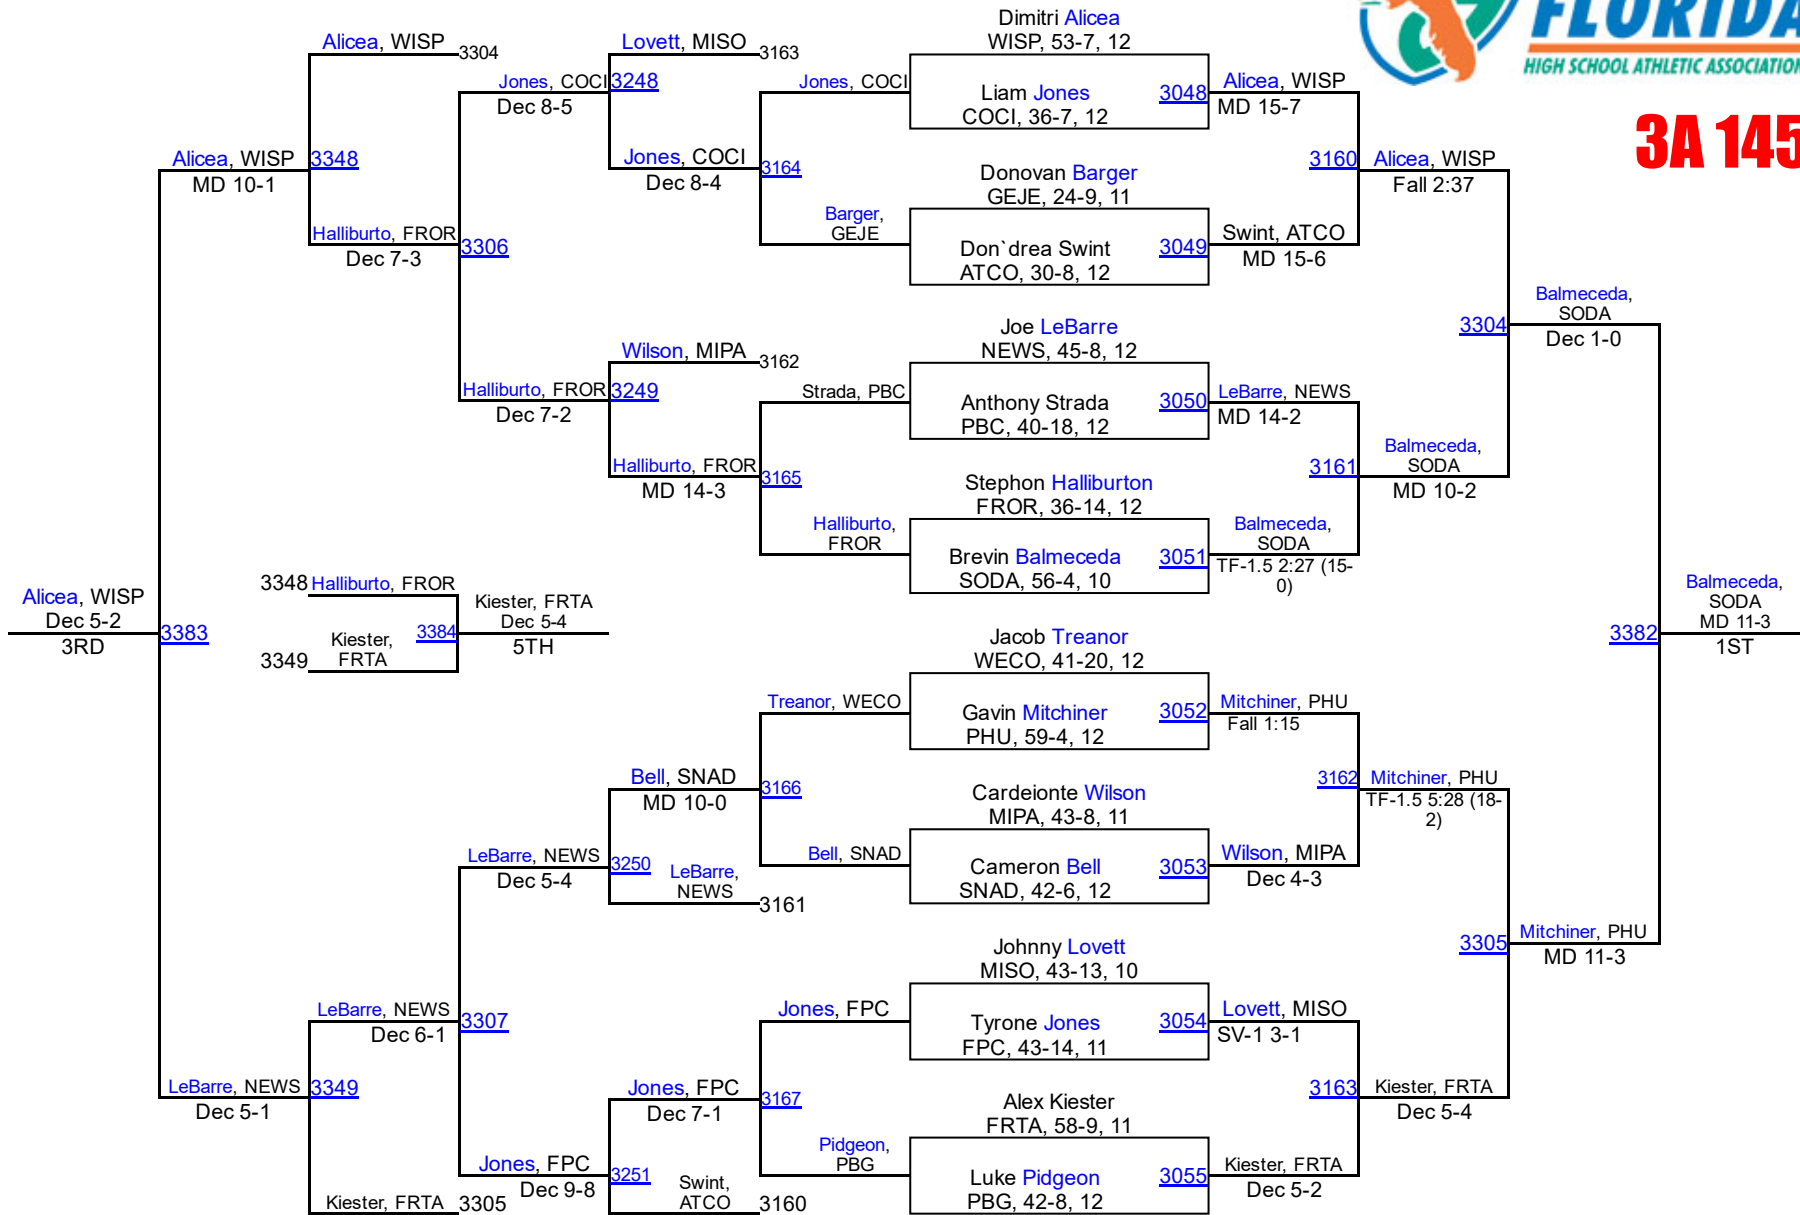 FLORIDA
HIGH SCHOOL ATHLETIC ASSOCIATION
3A 145
Dimitri Alicea
WISP, 53-7, 12
Liam Jones
COCI, 36-7, 12
3048
Donovan Barger
GEJE, 24-9, 11
Don`drea Swint
ATCO, 30-8, 12
3049
Joe LeBarre
NEWS, 45-8, 12
Anthony Strada
PBC, 40-18, 12
3050
Stephon Halliburton
FROR, 36-14, 12
Brevin Balmeceda
SODA, 56-4, 10
3051
Jacob Treanor
WECO, 41-20, 12
Gavin Mitchiner
PHU, 59-4, 12
3052
Cardeionte Wilson
MIPA, 43-8, 11
Cameron Bell
SNAD, 42-6, 12
3053
Johnny Lovett
MISO, 43-13, 10
Tyrone Jones
FPC, 43-14, 11
3054
Alex Kiester
FRTA, 58-9, 11
Luke Pidgeon
PBG, 42-8, 12
3055
Alicea, WISP
MD 15-7
3160
Swint, ATCO
MD 15-6
LeBarre, NEWS
MD 14-2
3161
Balmeceda,
SODA
TF-1.5 2:27 (15-
0)
Mitchiner, PHU
Fall 1:15
3162
Wilson, MIPA
Dec 4-3
Lovett, MISO
SV-1 3-1
3163
Kiester, FRTA
Dec 5-2
Alicea, WISP
Fall 2:37
3304
Balmeceda,
SODA
MD 10-2
Mitchiner, PHU
TF-1.5 5:28 (18-
2)
3305
Kiester, FRTA
Dec 5-4
Balmeceda,
SODA
Dec 1-0
3382
Mitchiner, PHU
MD 11-3
Balmeceda,
SODA
MD 11-3
1ST
Jones, COCI
3164
Barger,
GEJE
Strada, PBC
3165
Halliburto,
FROR
Treanor, WECO
3166
Bell, SNAD
Jones, FPC
3167
Pidgeon,
PBG
Lovett, MISO
3163
3248
Jones, COCI
Dec 8-4
Wilson, MIPA
3162
3249
Halliburto, FROR
MD 14-3
Bell, SNAD
MD 10-0
3250
LeBarre,
NEWS
3161
Jones, FPC
Dec 7-1
3251
Swint,
ATCO
3160
Jones, COCI
Dec 8-5
3306
Halliburto, FROR
Dec 7-2
LeBarre, NEWS
Dec 5-4
3307
Jones, FPC
Dec 9-8
Alicea, WISP
3304
3348
Halliburto, FROR
Dec 7-3
LeBarre, NEWS
Dec 6-1
3349
Kiester, FRTA
3305
Alicea, WISP
MD 10-1
3383
LeBarre, NEWS
Dec 5-1
Alicea, WISP
Dec 5-2
3RD
3348
Halliburto, FROR
3384
3349
Kiester,
FRTA
Kiester, FRTA
Dec 5-4
5TH